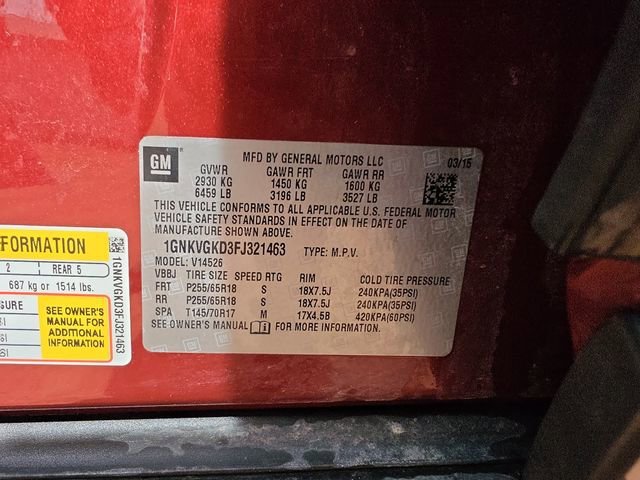 GM
MFD BY GENERAL MOTORS LLC
03/15
GVWR GAWR FRT GAWR RR
2930 KG 1450 KG 1600 KG
6459 LB 3196 LB 3527 LB
THIS VEHICLE CONFORMS TO ALL APPLICABLE U.S. FEDERAL MOTOR
VEHICLE SAFETY STANDARDS IN EFFECT ON THE DATE OF
MANUFACTURE SHOWN ABOVE.
1GNKVGKD3FJ321463 TYPE: M.P.V.
MODEL: V14526
VBBJ TIRE SIZE SPEED RTG RIM COLD TIRE PRESSURE
FRT P255/65R18 S 18X7.5J 240KPA(35PSI)
RR P255/65R18 S 18X7.5J 240KPA(35PSI)
SPA T145/70R17 M 17X4.5B 420KPA(60PSI)
SEE OWNER'S MANUAL FOR MORE INFORMATION.
FORMATION
2 REAR 5
687 kg or 1514 lbs.
SSURE
SEE OWNER'S
MANUAL FOR
ADDITIONAL
INFORMATION
1GNKVGKD3FJ321463